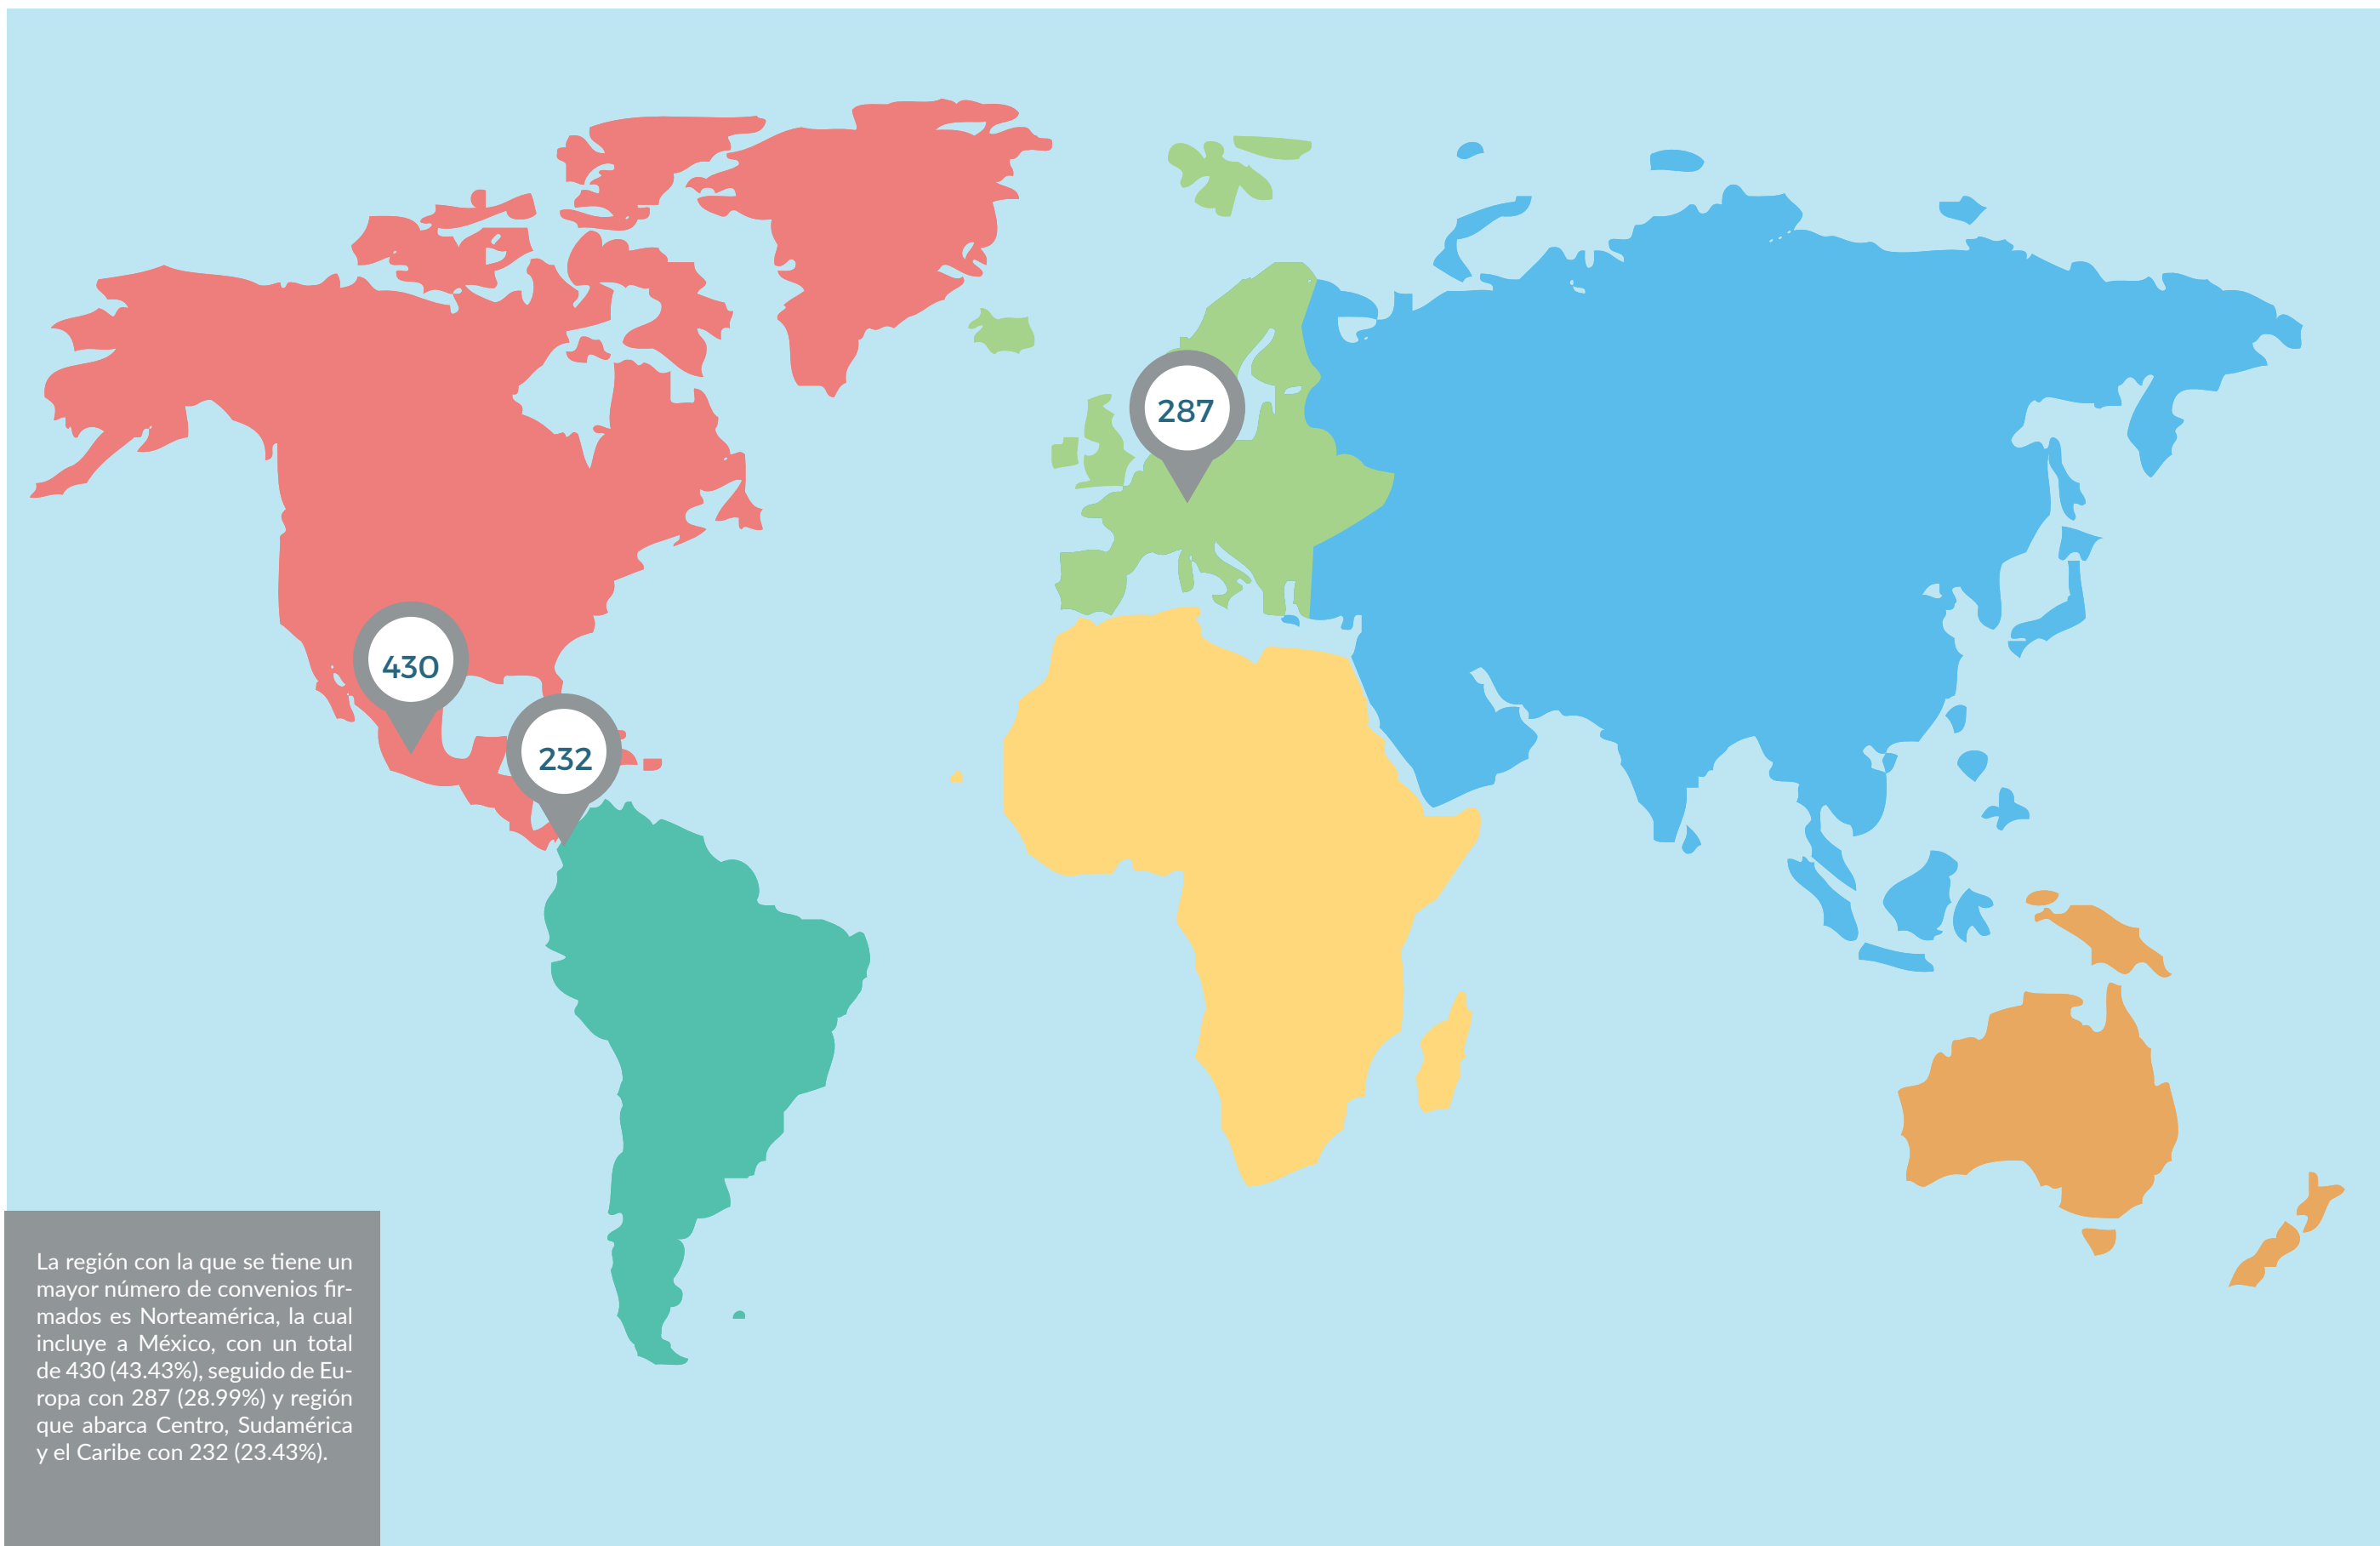 287
430
232
La región con la que se tiene un
mayor número de convenios fir-
mados es Norteamérica, la cual
incluye a México, con un total
de 430 (43.43%), seguido de Eu-
ropa con 287 (28.99%) y región
que abarca Centro, Sudamérica
y el Caribe con 232 (23.43%).